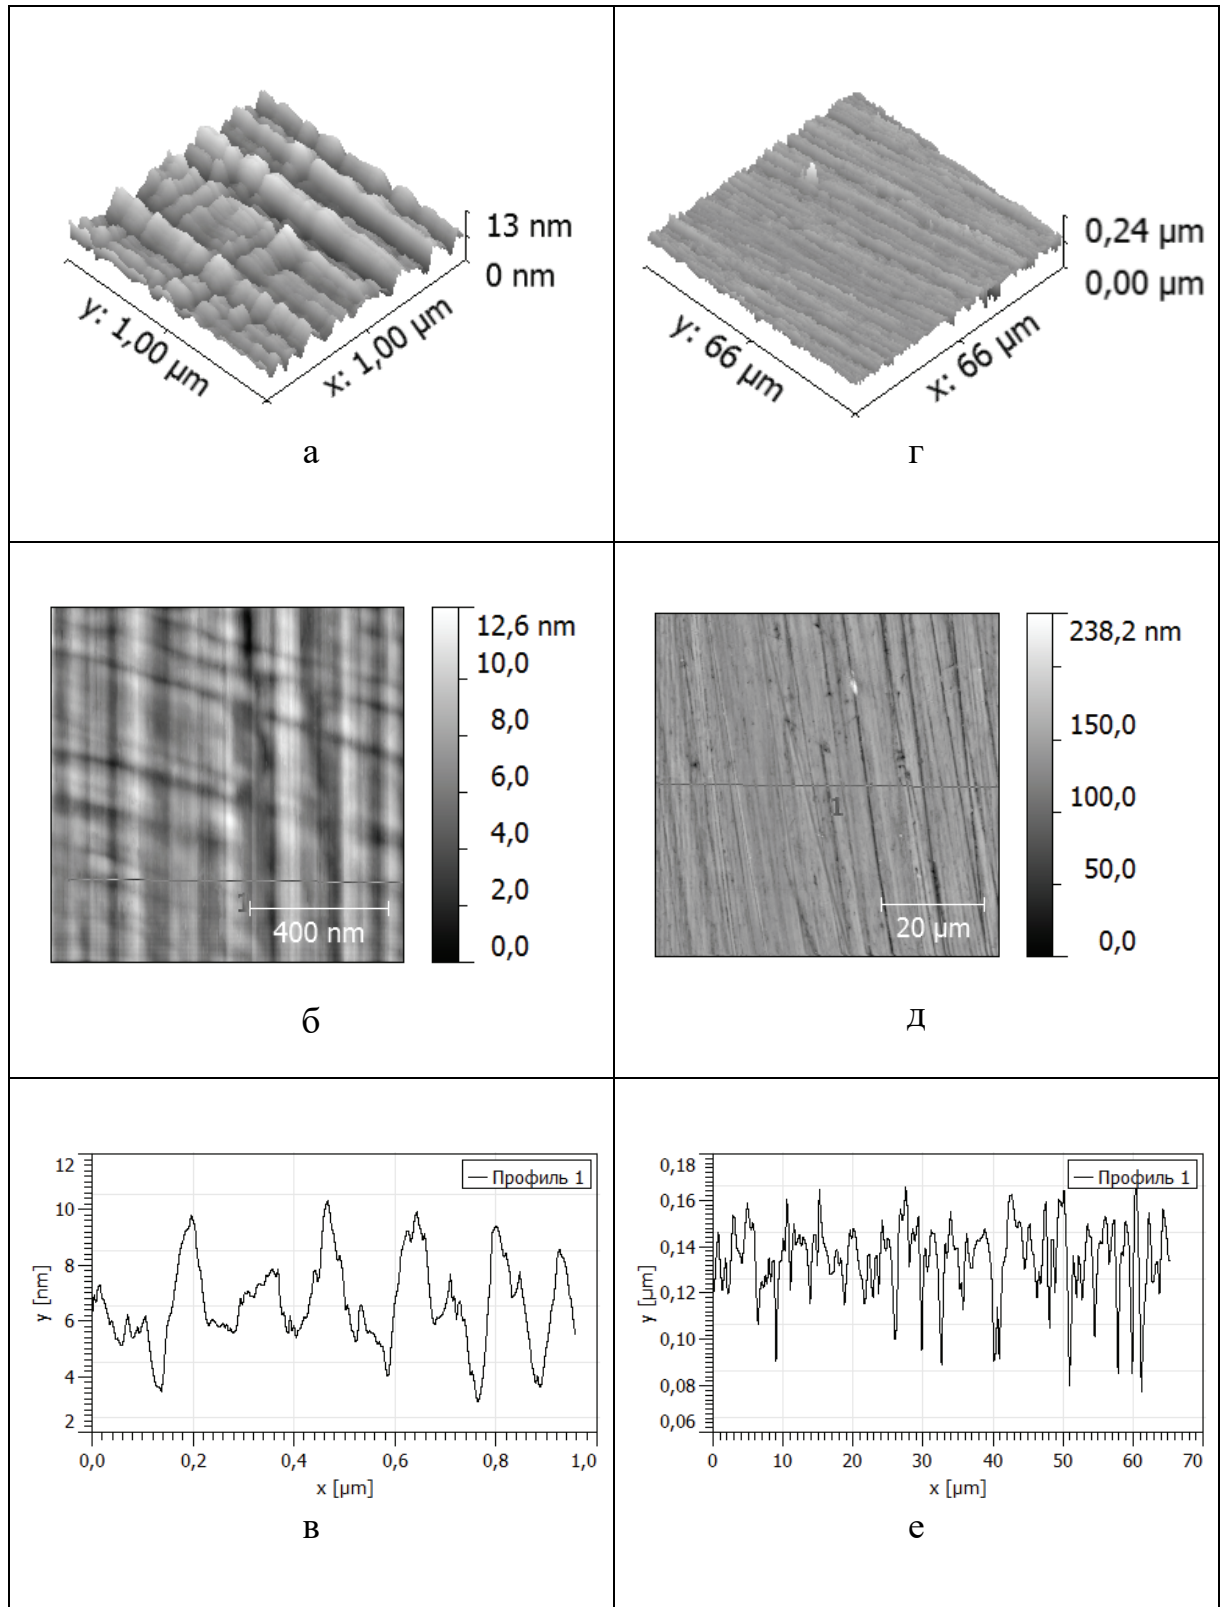 13 nm
0 nm
y: 1,00 µm
x: 1,00 µm
а
0,24 µm
0,00 µm
y: 66 µm
x: 66 µm
г
12,6 nm
10,0
8,0
6,0
4,0
2,0
0,0
1
400 nm
б
238,2 nm
150,0
100,0
50,0
0,0
1
20 µm
д
12
10
8
6
4
2
y [nm]
Профиль 1
0,0 0,2 0,4 0,6 0,8 1,0
x [µm]
в
0,18
0,16
0,14
0,12
0,10
0,08
0,06
y [µm]
Профиль 1
0 10 20 30 40 50 60 70
x [µm]
е